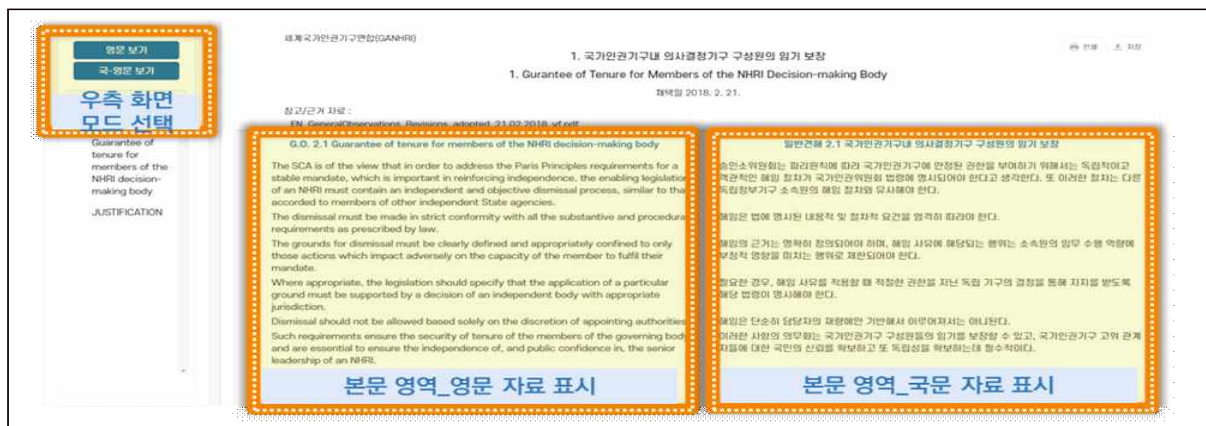 영문 보기
국-영문 보기
우측 화면
모드 선택
Guarantee of
tenure for
members of the
NHRI decision-
making body
JUSTIFICATION
세계국가인권기구연합(GANHRI)
인쇄
저장
1. 국가인권기구내 의사결정기구 구성원의 임기 보장
1. Gurantee of Tenure for Members of the NHRI Decision-making Body
채택일 2018. 2. 21.
참고/근거 자료 :
EN_GeneralObservations_Revisions_adopted_21.02.2018_vf.pdf
G.O. 2.1 Guarantee of tenure for members of the NHRI decision-making body
The SCA is of the view that in order to address the Paris Principles requirements for a
stable mandate, which is important in reinforcing independence, the enabling legislation
of an NHRI must contain an independent and objective dismissal process, similar to that
accorded to members of other independent State agencies.
The dismissal must be made in strict conformity with all the substantive and procedural
requirements as prescribed by law.
The grounds for dismissal must be clearly defined and appropriately confined to only
those actions which impact adversely on the capacity of the member to fulfil their
mandate.
Where appropriate, the legislation should specify that the application of a particular
ground must be supported by a decision of an independent body with appropriate
jurisdiction.
Dismissal should not be allowed based solely on the discretion of appointing authorities.
Such requirements ensure the security of tenure of the members of the governing body
and are essential to ensure the independence of, and public confidence in, the senior
leadership of an NHRI.
본문 영역_영문 자료 표시
일반견해 2.1 국가인권기구내 의사결정기구 구성원의 임기 보장
승인소위원회는 파리원칙에 따라 국가인권기구에 안정된 권한을 부여하기 위해서는 독립적이고
객관적인 해임 절차가 국가인권위원회 법령에 명시되어야 한다고 생각한다. 또 이러한 절차는 다른
독립정부기구 소속원의 해임 절차와 유사해야 한다.
해임은 법에 명시된 내용적 및 절차적 요건을 엄격히 따라야 한다.
해임의 근거는 명확히 정의되어야 하며, 해임 사유에 해당되는 행위는 소속원의 임무 수행 역량에
부정적 영향을 미치는 행위로 제한되어야 한다.
필요한 경우, 해임 사유를 적용할 때 적절한 권한을 지닌 독립 기구의 결정을 통해 지지를 받도록
해당 법령이 명시해야 한다.
해임은 단순히 담당자의 재량에만 기반해서 이루어져서는 아니된다.
이러한 사항의 의무화는 국가인권기구 구성원들의 임기를 보장할 수 있고, 국가인권기구 고위 관계
자들에 대한 국민의 신뢰를 확보하고 또 독립성을 확보하는데 필수적이다.
본문 영역_국문 자료 표시